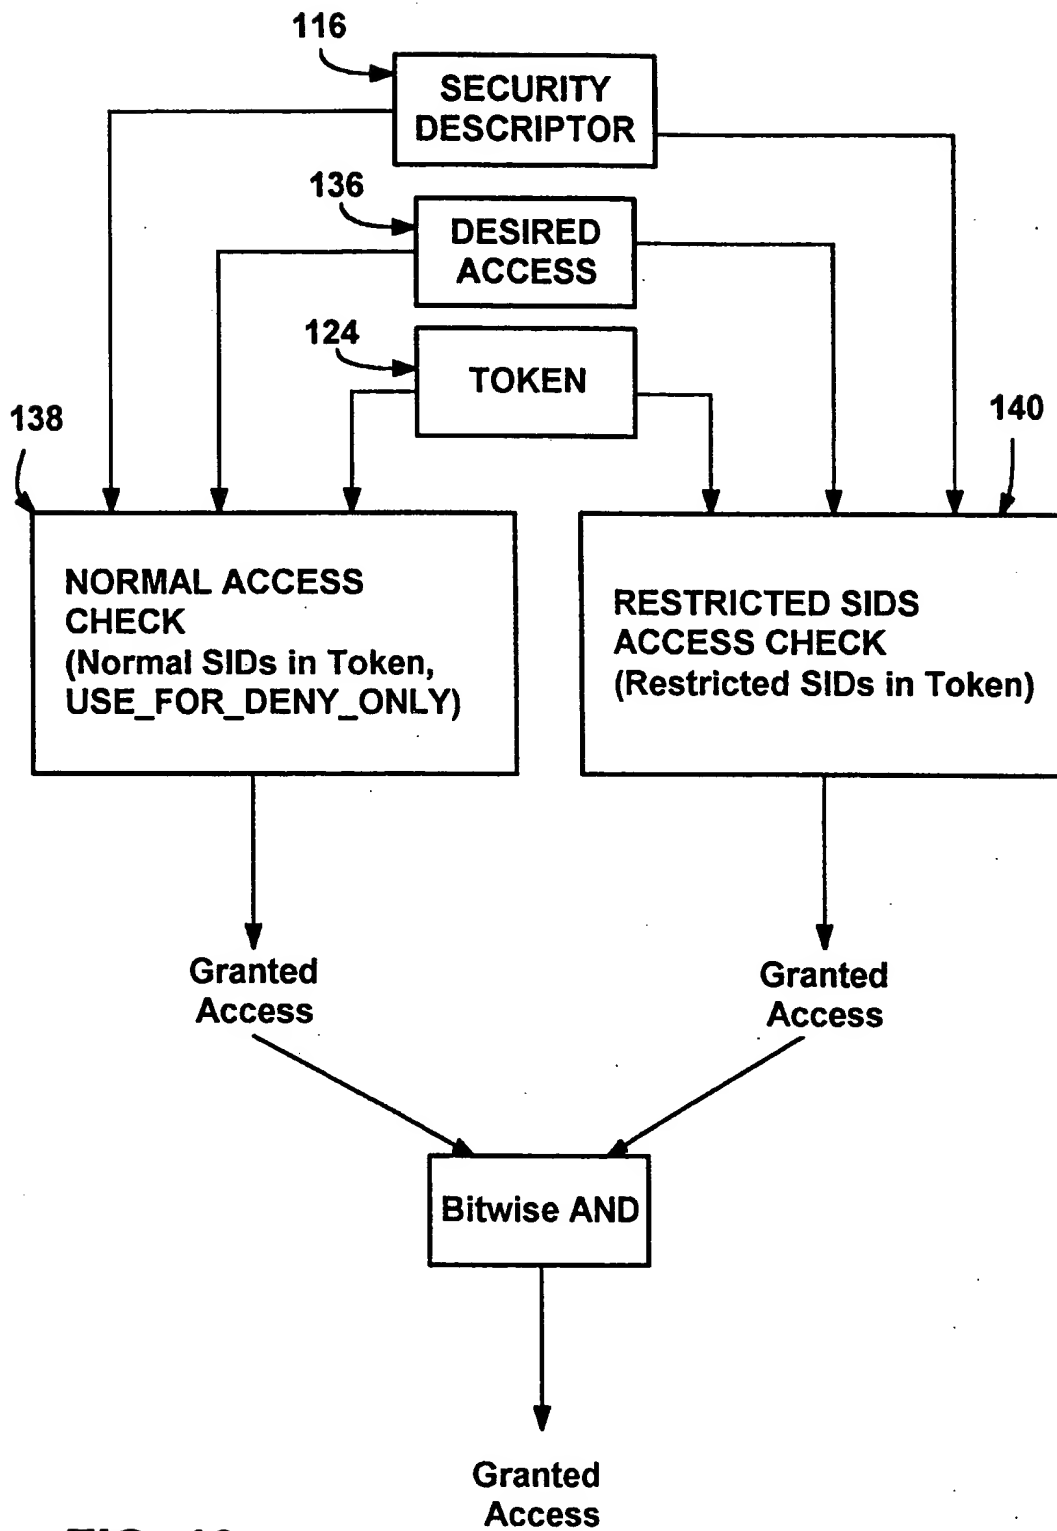 116
SECURITY
DESCRIPTOR
136
DESIRED
ACCESS
124
TOKEN
138
140
NORMAL ACCESS
CHECK
(Normal SIDs in Token,
USE_FOR_DENY_ONLY)
RESTRICTED SIDS
ACCESS CHECK
(Restricted SIDs in Token)
Granted
Access
Granted
Access
Bitwise AND
Granted
Access